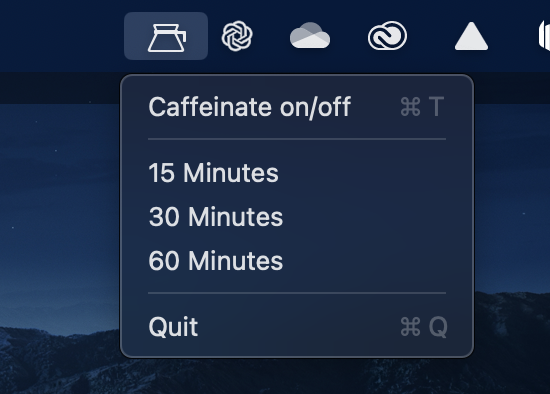 Caffeinate on/off ⌘ T
15 Minutes
30 Minutes
60 Minutes
Quit ⌘ Q